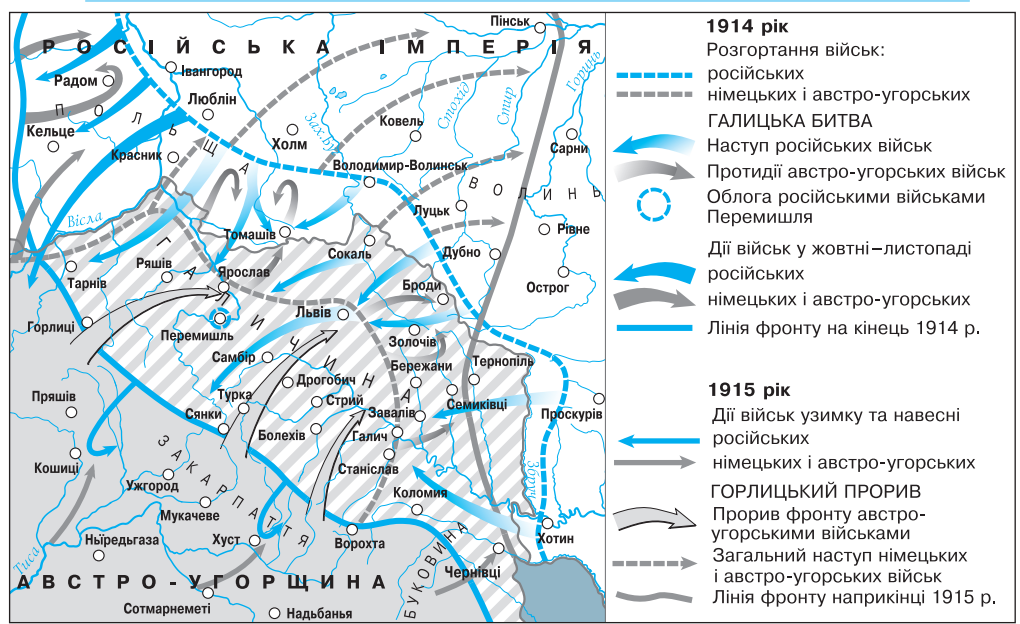 РОСІЙСЬКА ІМПЕРІЯ
Пінськ
Горинь
Радом
Івангород
Люблін
Стохід
Стир
ПОЛЬЩА
Кельце
Холм
Західн
Ковель
Сарни
Красник
Володимир-Волинськ
ВОЛИНЬ
Луцьк
Вісла
Томашів
Рівне
Сокаль
Дубно
Тарнів
Ряшів
Ярослав
Острог
ГАЛИЧИНА
Броди
Горлиці
Львів
Перемишль
Золочів
Самбір
Тернопіль
Бережани
Дрогобич
Пряшів
Турка
Стрий
Завалів
Семиківці
Проскурів
Сянки
Болехів
Галич
ЗАКАРПАТТЯ
Кошиці
Станіслав
Збруч
Ужгород
Коломия
Мукачеве
Тиса
Ньїредьгаза
Хуст
Ворохта
Хотин
БУКОВИНА
Чернівці
АВСТРО-УГОРЩИНА
Сотмарнеметі
Надьбанья
1914 рік
Розгортання військ:
російських
німецьких і австро-угорських
ГАЛИЦЬКА БИТВА
Наступ російських військ
Протидії австро-угорських військ
Облога російськими військами
Перемишля
Дії військ у жовтні–листопаді
російських
німецьких і австро-угорських
Лінія фронту на кінець 1914 р.
1915 рік
Дії військ узимку та навесні
російських
німецьких і австро-угорських
ГОРЛИЦЬКИЙ ПРОРИВ
Прорив фронту австро-
угорськими військами
Загальний наступ німецьких
і австро-угорських військ
Лінія фронту наприкінці 1915 р.